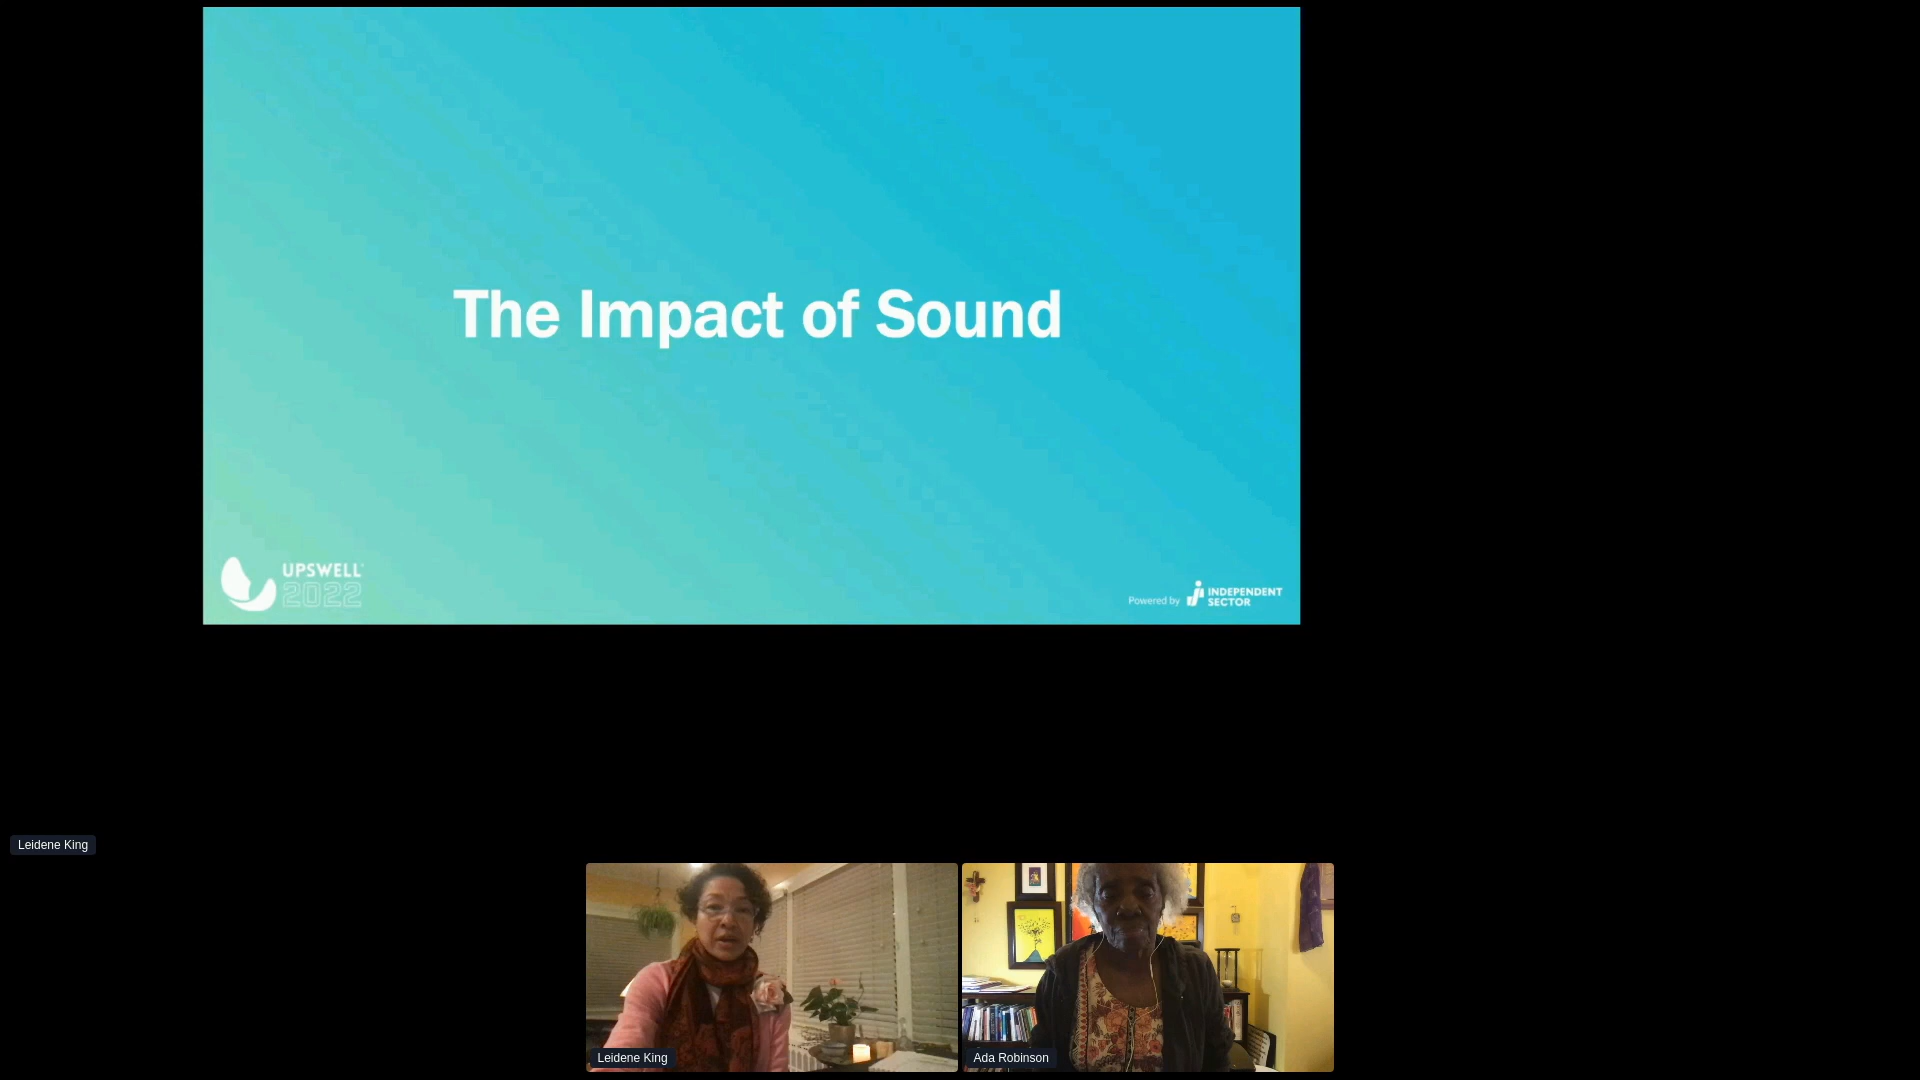 The Impact of Sound
UPSWELL
2022
Powered by
INDEPENDENT
SECTOR
Leidene King
Leidene King
Ada Robinson